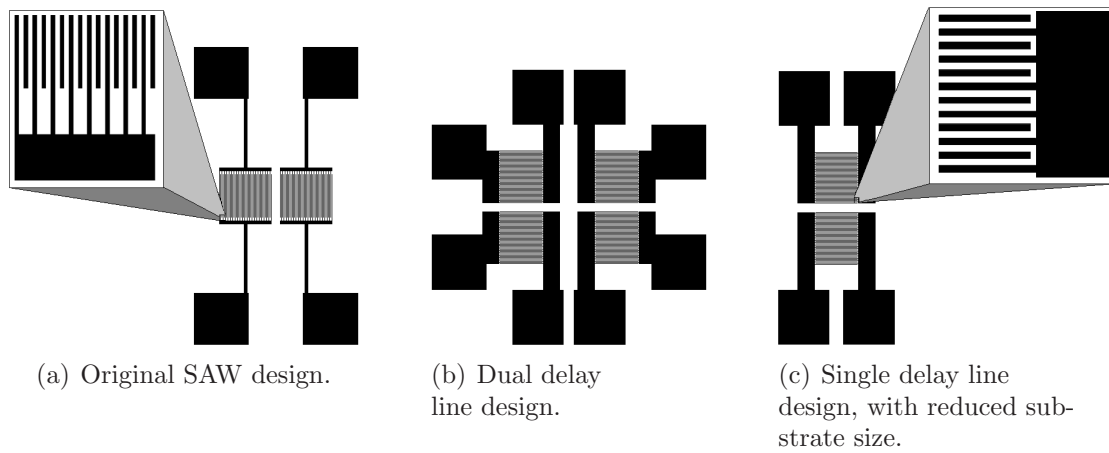 (a) Original SAW design.
(b) Dual delay
line design.
(c) Single delay line
design, with reduced sub-
strate size.